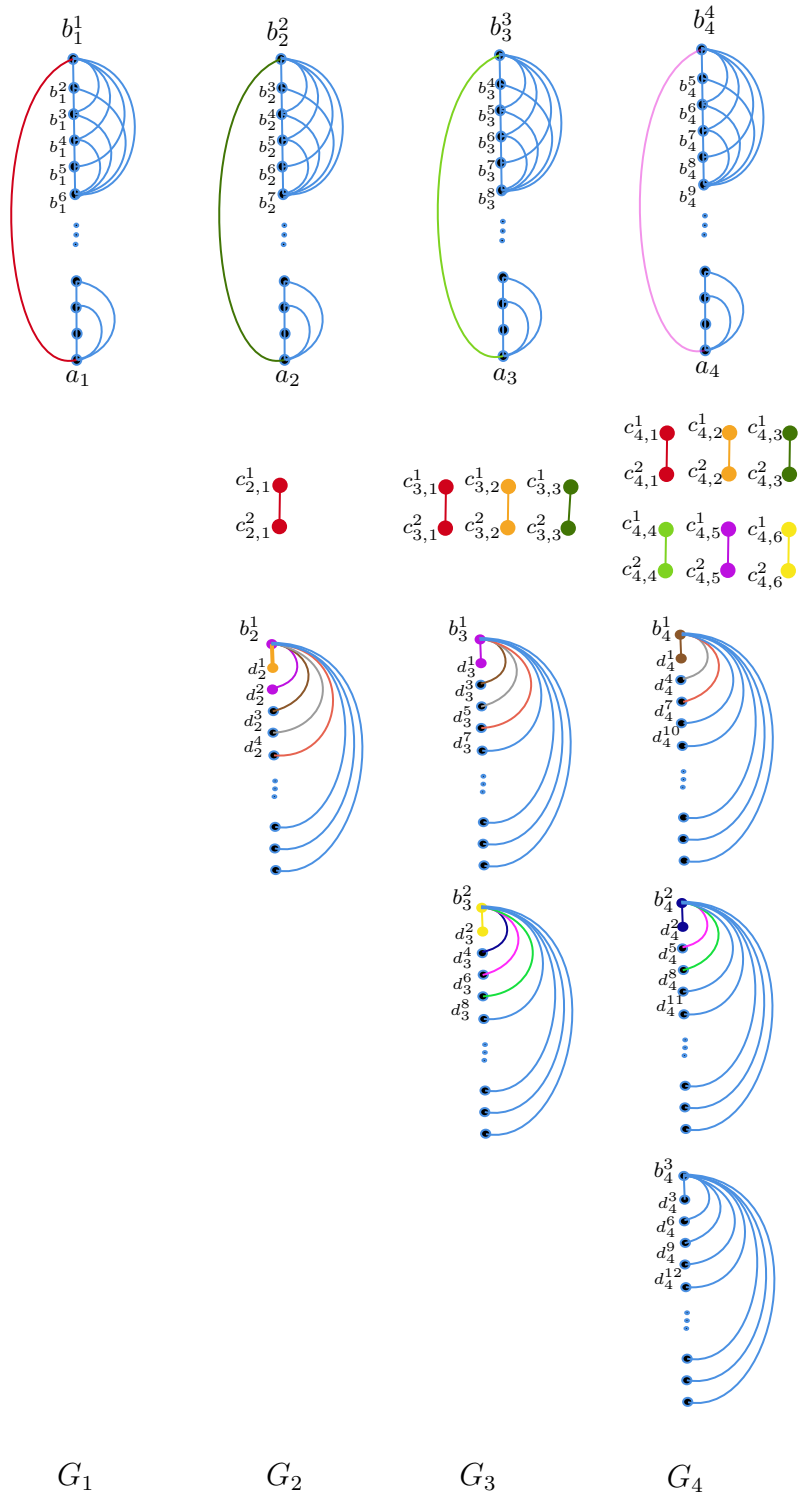 b_1^1 b_2^2 b_3^3 b_4^4
b_1^2 b_2^3 b_3^4 b_4^5
b_1^3 b_2^4 b_3^5 b_4^6
b_1^4 b_2^5 b_3^6 b_4^7
b_1^5 b_2^6 b_3^7 b_4^8
b_1^6 b_2^7 b_3^8 b_4^9
a_1 a_2 a_3 a_4
c_{4,1}^1 c_{4,2}^1 c_{4,3}^1
c_{4,1}^2 c_{4,2}^2 c_{4,3}^2
c_{2,1}^1 c_{3,1}^1 c_{3,2}^1 c_{3,3}^1
c_{2,1}^2 c_{3,1}^2 c_{3,2}^2 c_{3,3}^2
c_{4,4}^1 c_{4,5}^1 c_{4,6}^1
c_{4,4}^2 c_{4,5}^2 c_{4,6}^2
b_2^1 b_3^1 b_4^1
d_2^1 d_3^1 d_4^1
d_2^2 d_3^3 d_4^4
d_2^3 d_3^5 d_4^7
d_2^4 d_3^7 d_4^{10}
b_3^2 b_4^2
d_3^2 d_4^2
d_3^4 d_4^5
d_3^6 d_4^8
d_3^8 d_4^{11}
b_4^3
d_4^3
d_4^6
d_4^9
d_4^{12}
G_1 G_2 G_3 G_4